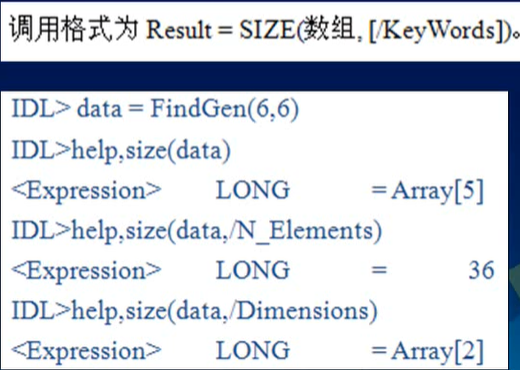 调用格式为 Result = SIZE(数组, [/KeyWords])。
IDL> data = FindGen(6,6)
IDL>help,size(data)
<Expression> LONG =Array[5]
IDL>help,size(data,/N_Elements)
<Expression> LONG = 36
IDL>help,size(data,/Dimensions)
<Expression> LONG =Array[2]